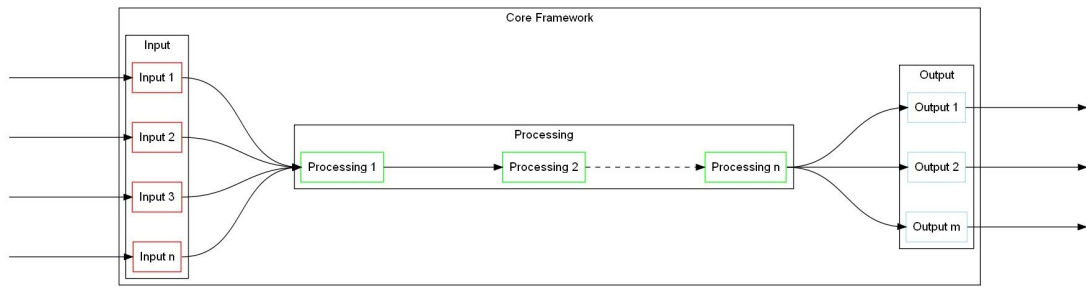 Core Framework
Input
Input 1
Input 2
Input 3
Input n
Processing
Processing 1
Processing 2
Processing n
Output
Output 1
Output 2
Output m